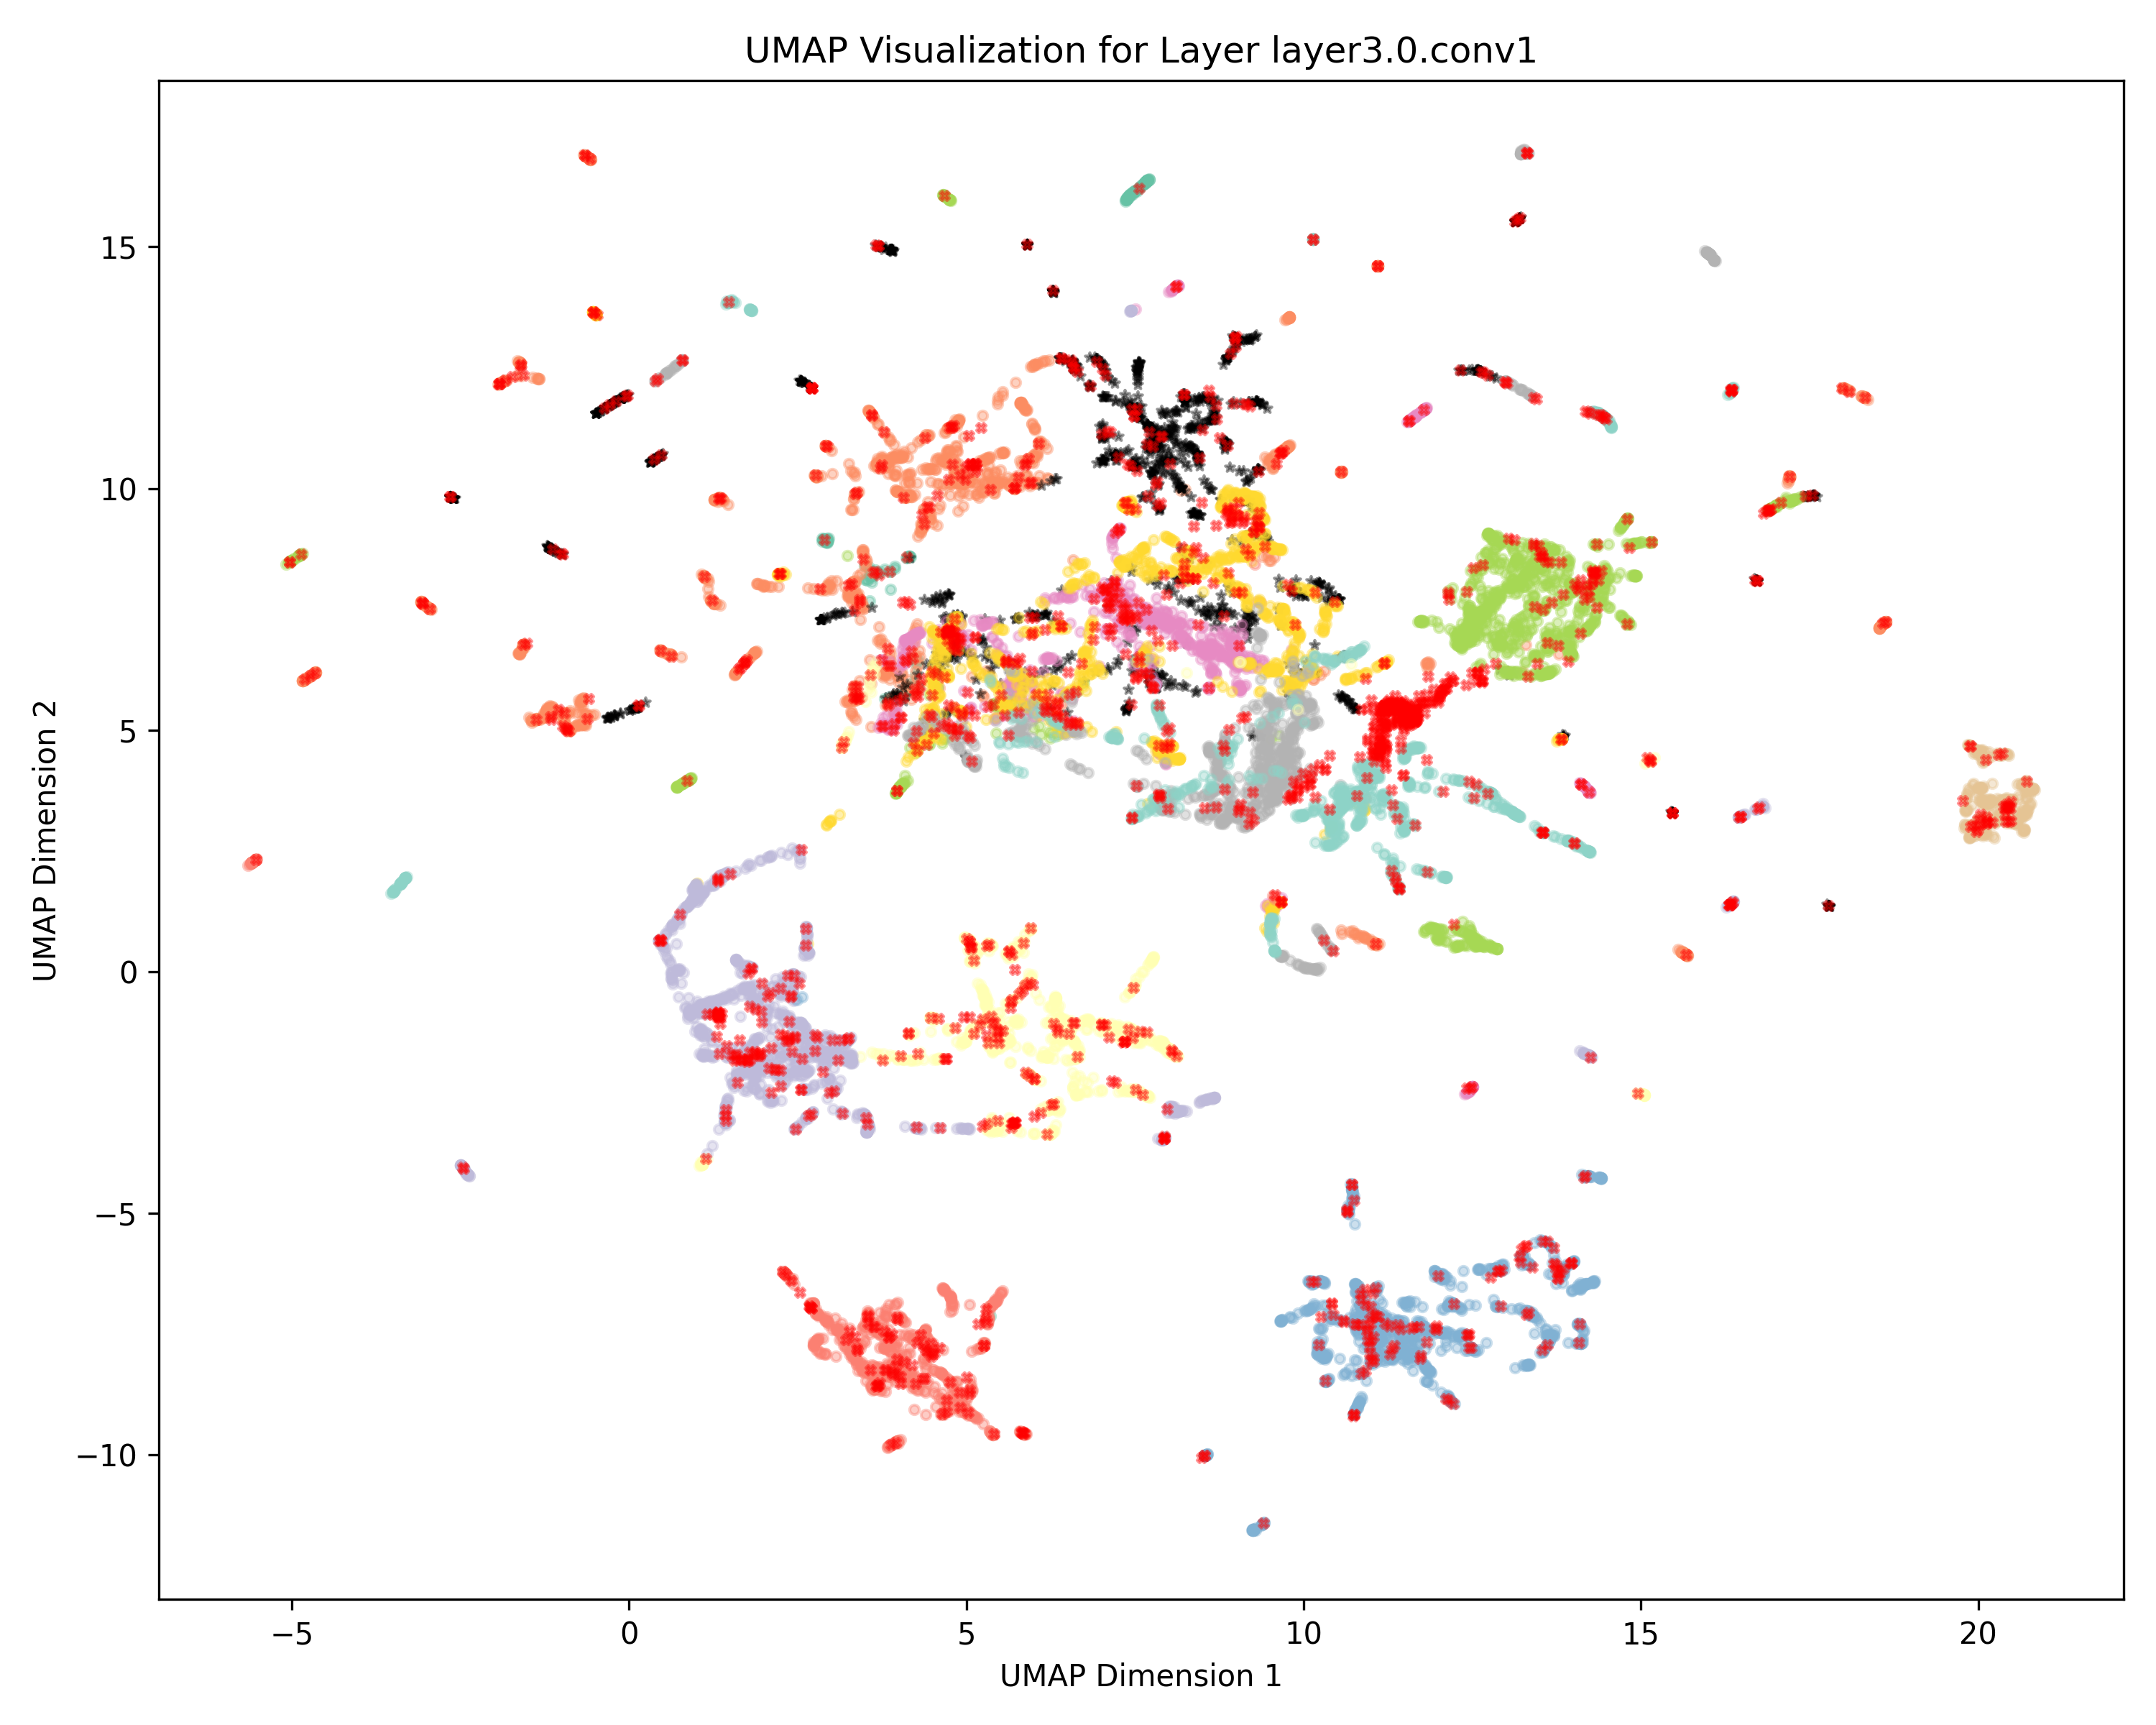 UMAP Visualization for Layer layer3.0.conv1
15
10
5
0
−5
−10
UMAP Dimension 2
−5 0 5 10 15 20
UMAP Dimension 1